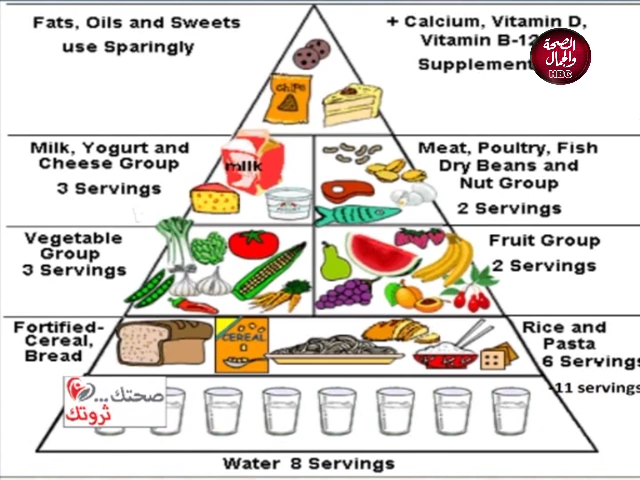 Fats, Oils and Sweets
use Sparingly
+ Calcium, Vitamin D,
Vitamin B-12
Supplement
الصحة
والجمال
HBG
CHIPS
Milk, Yogurt and
Cheese Group
3 Servings
milk
Meat, Poultry, Fish
Dry Beans and
Nut Group
2 Servings
Vegetable
Group
3 Servings
Fruit Group
2 Servings
Fortified-
Cereal,
Bread
CEREAL
Rice and
Pasta
6 Servings
-11 servings
صحتك...
ثروتك
Water 8 Servings